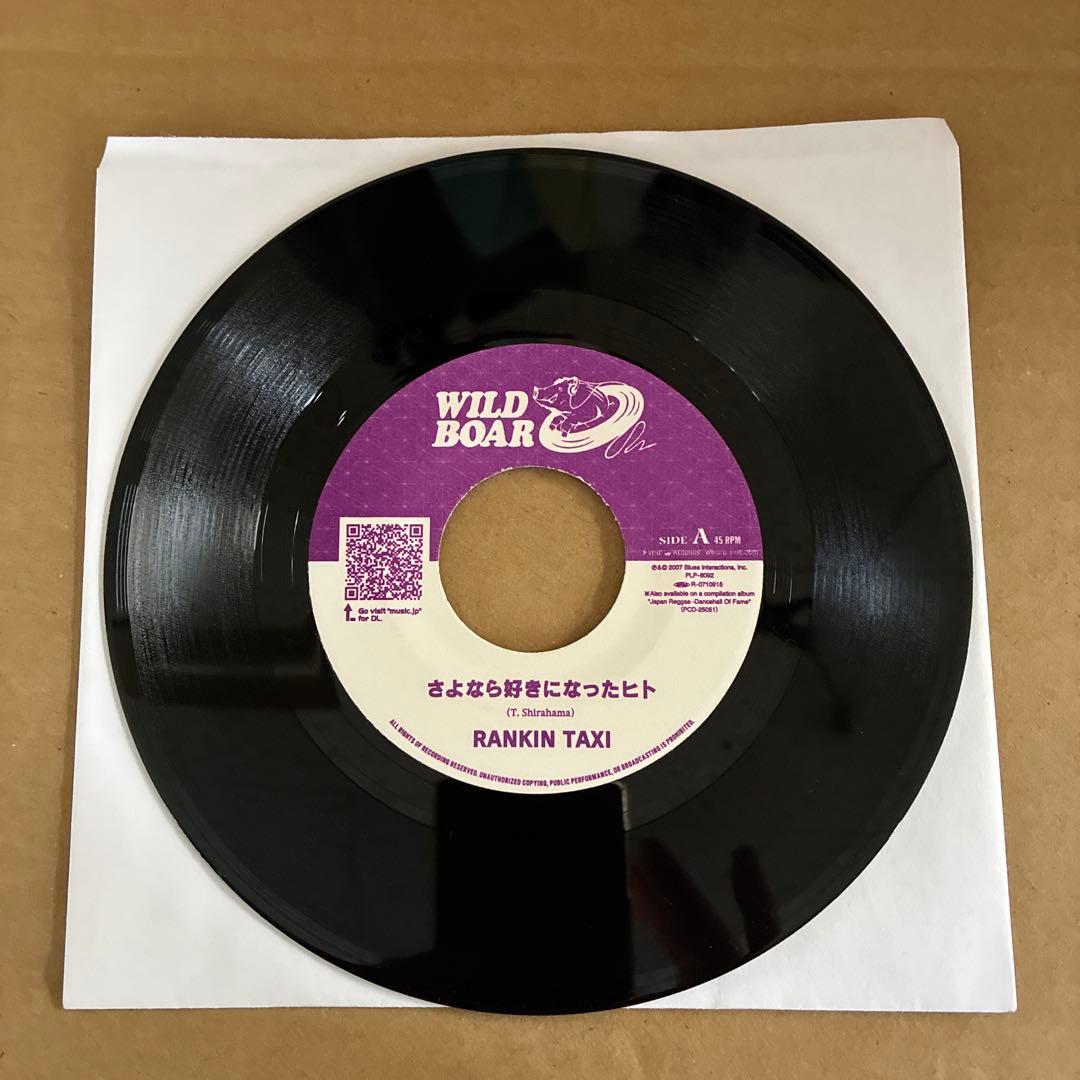 WILD
BOAR
SIDE A 45 RPM
P-VINE RECORDS
℗&© 2007 Blues Interactions, Inc.
PLP-6092
R-0710915
※Also available on a compilation album
"Japan Reggae -Dancehall Of Fame"
(PCD-25051)
Go visit "music.jp"
for DL.
さよなら好きになったヒト
(T. Shirahama)
RANKIN TAXI
ALL RIGHTS OF RECORDING RESERVED. UNAUTHORIZED COPYING, PUBLIC PERFORMANCE, OR BROADCASTING IS PROHIBITED.